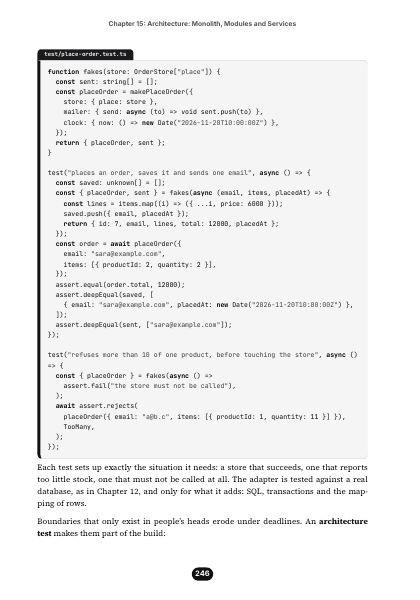 Chapter 15: Architecture: Monolith, Modules and Services
test/place-order.test.ts
function fakes(store: OrderStore["place"]) {
  const sent: string[] = [];
  const placeOrder = makePlaceOrder({
    store: { place: store },
    mailer: { send: async (to) => void sent.push(to) },
    clock: { now: () => new Date("2026-11-20T10:00:00Z") },
  });
  return { placeOrder, sent };
}

test("places an order, saves it and sends one email", async () => {
  const saved: unknown[] = [];
  const { placeOrder, sent } = fakes(async (email, items, placedAt) => {
    const lines = items.map((i) => ({ ...i, price: 6000 }));
    saved.push({ email, placedAt });
    return { id: 7, email, lines, total: 12000, placedAt };
  });
  const order = await placeOrder({
    email: "sara@example.com",
    items: [{ productId: 2, quantity: 2 }],
  });
  assert.equal(order.total, 12000);
  assert.deepEqual(saved, [
    { email: "sara@example.com", placedAt: new Date("2026-11-20T10:00:00Z") },
  ]);
  assert.deepEqual(sent, ["sara@example.com"]);
});

test("refuses more than 10 of one product, before touching the store", async ()
=> {
  const { placeOrder } = fakes(async () =>
    assert.fail("the store must not be called"),
  );
  await assert.rejects(
    placeOrder({ email: "a@b.c", items: [{ productId: 1, quantity: 11 }] }),
    TooMany,
  );
});
Each test sets up exactly the situation it needs: a store that succeeds, one that reports
too little stock, one that must not be called at all. The adapter is tested against a real
database, as in Chapter 12, and only for what it adds: SQL, transactions and the map-
ping of rows.
Boundaries that only exist in people's heads erode under deadlines. An architecture
test makes them part of the build:
246